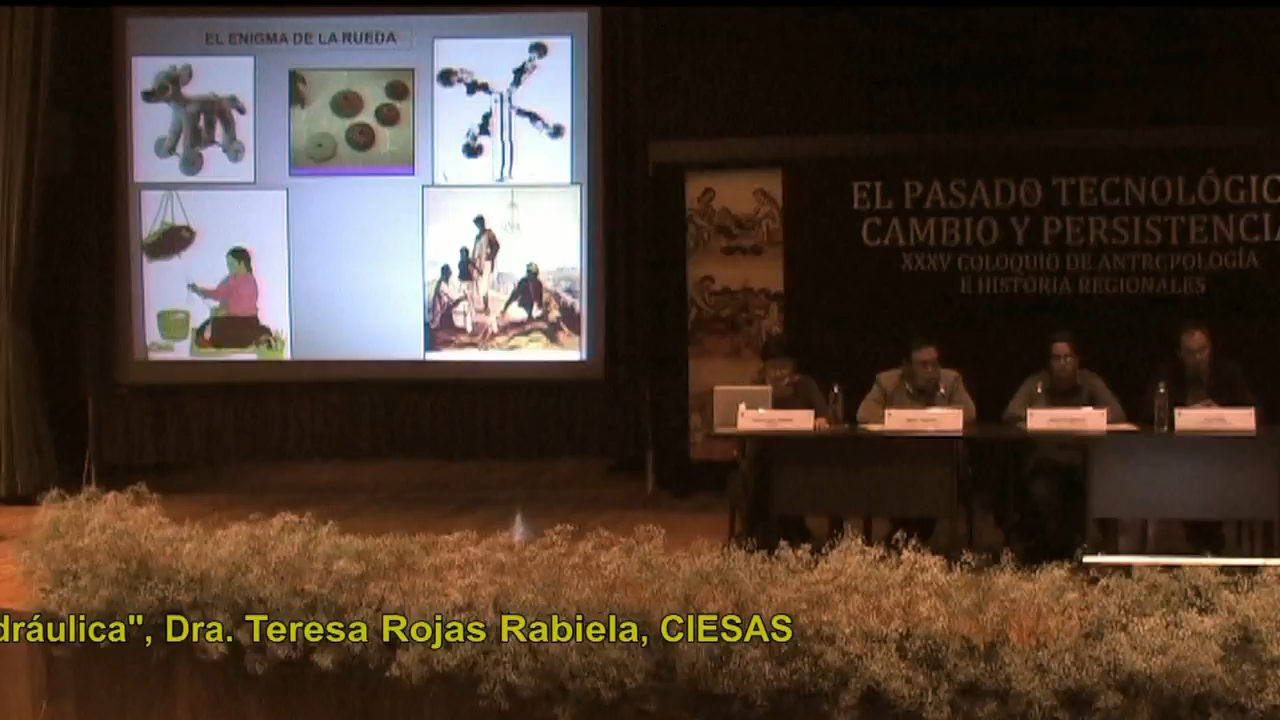 EL ENIGMA DE LA RUEDA
EL PASADO TECNOLÓGIC
CAMBIO Y PERSISTENCIA
XXXV COLOQUIO DE ANTROPOLOGÍA
E HISTORIA REGIONALES
dráulica", Dra. Teresa Rojas Rabiela, CIESAS